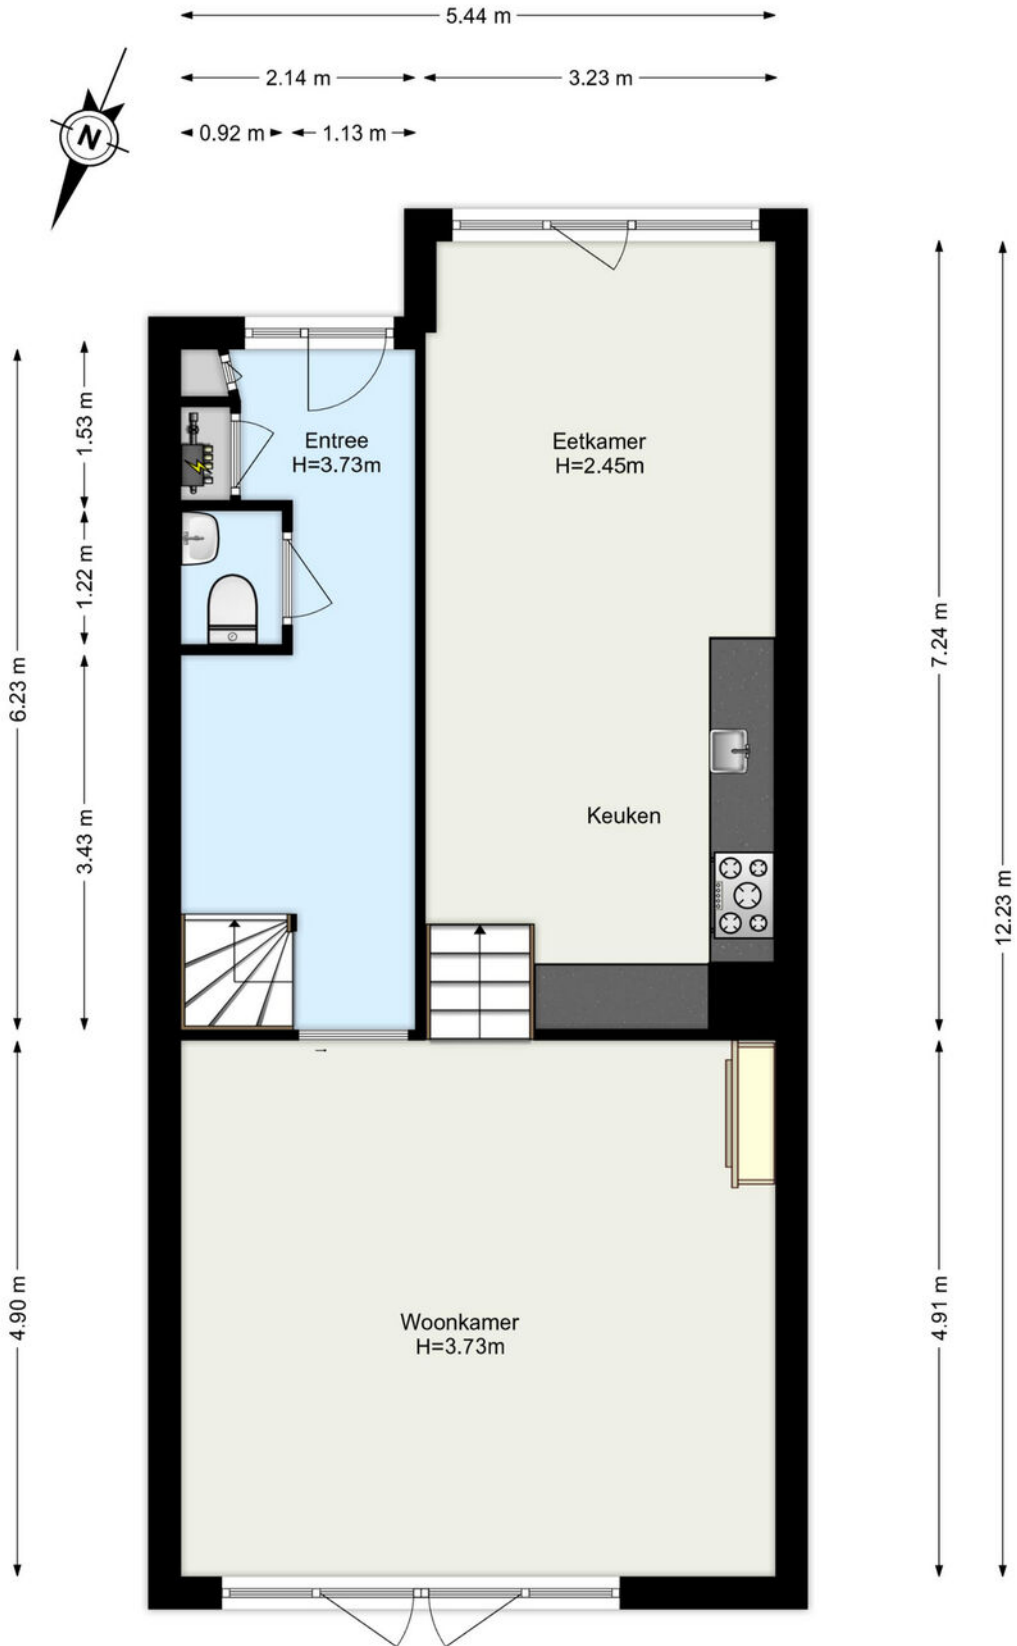 5.44 m
2.14 m
3.23 m
0.92 m
1.13 m
N
Entree
H=3.73m
Eetkamer
H=2.45m
1.53 m
1.22 m
6.23 m
3.43 m
7.24 m
Keuken
12.23 m
4.90 m
4.91 m
Woonkamer
H=3.73m